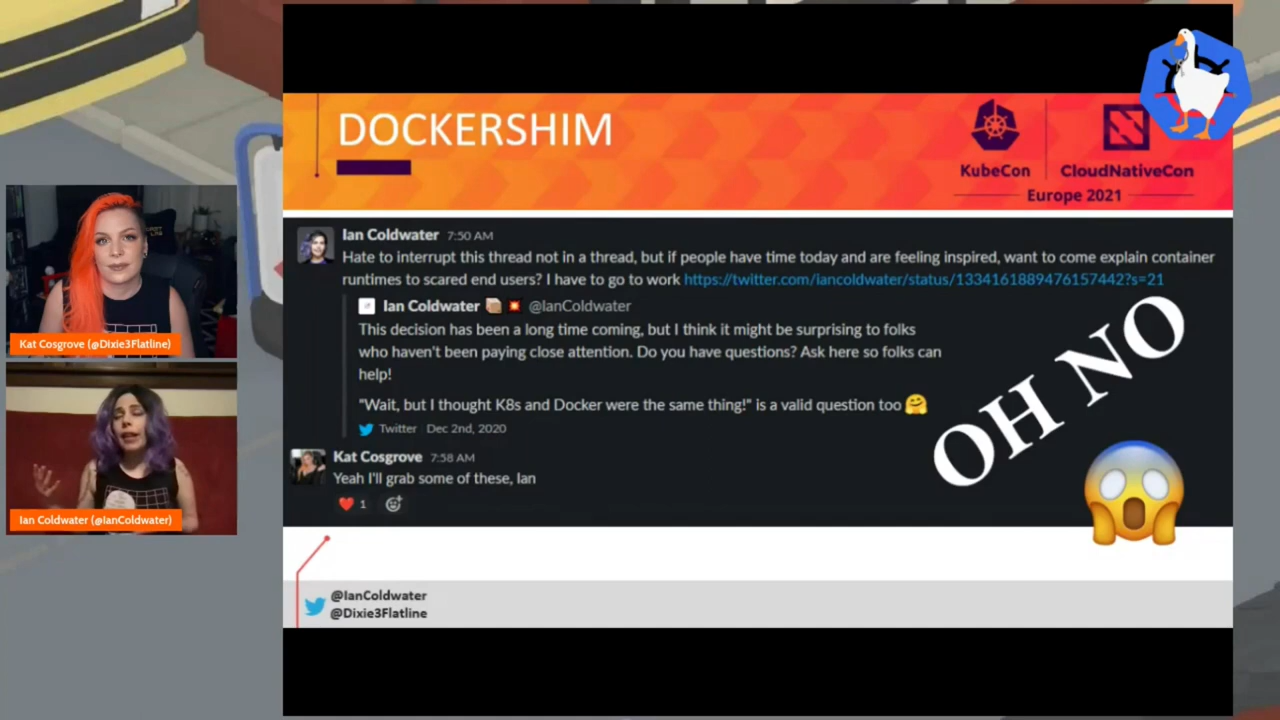 DOCKERSHIM
KubeCon
CloudNativeCon
Europe 2021
Ian Coldwater 7:50 AM
Hate to interrupt this thread not in a thread, but if people have time today and are feeling inspired, want to come explain container
runtimes to scared end users? I have to go to work https://twitter.com/iancoldwater/status/1334161889476157442?s=21
Ian Coldwater 📦 💥 @IanColdwater
This decision has been a long time coming, but I think it might be surprising to folks
who haven't been paying close attention. Do you have questions? Ask here so folks can
help!
"Wait, but I thought K8s and Docker were the same thing!" is a valid question too 🤗
Twitter Dec 2nd, 2020
Kat Cosgrove 7:58 AM
Yeah I'll grab some of these, Ian
❤️ 1
OH NO
Kat Cosgrove (@Dixie3Flatline)
Ian Coldwater (@IanColdwater)
@IanColdwater
@Dixie3Flatline